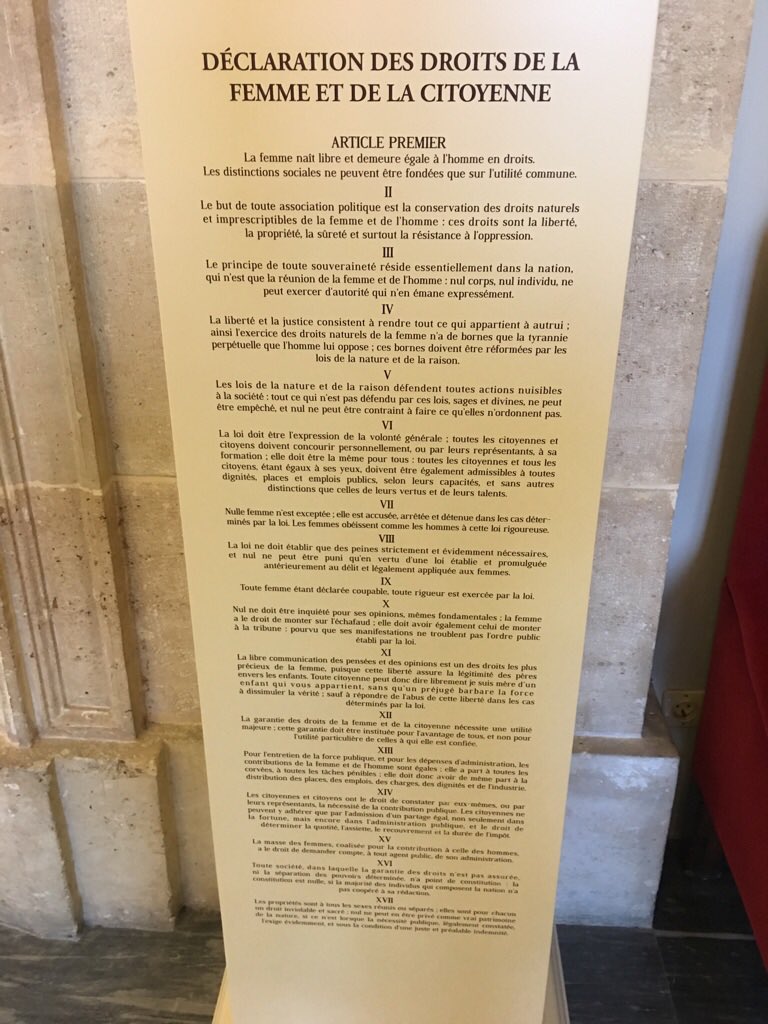 DÉCLARATION DES DROITS DE LA
FEMME ET DE LA CITOYENNE
ARTICLE PREMIER
La femme naît libre et demeure égale à l'homme en droits.
Les distinctions sociales ne peuvent être fondées que sur l'utilité commune.
II
Le but de toute association politique est la conservation des droits naturels
et imprescriptibles de la femme et de l'homme : ces droits sont la liberté,
la propriété, la sûreté et surtout la résistance à l'oppression.
III
Le principe de toute souveraineté réside essentiellement dans la nation,
qui n'est que la réunion de la femme et de l'homme : nul corps, nul individu, ne
peut exercer d'autorité qui n'en émane expressément.
IV
La liberté et la justice consistent à rendre tout ce qui appartient à autrui ;
ainsi l'exercice des droits naturels de la femme n'a de bornes que la tyrannie
perpétuelle que l'homme lui oppose ; ces bornes doivent être réformées par les
lois de la nature et de la raison.
V
Les lois de la nature et de la raison défendent toutes actions nuisibles
à la société : tout ce qui n'est pas défendu par ces lois, sages et divines, ne peut
être empêché, et nul ne peut être contraint à faire ce qu'elles n'ordonnent pas.
VI
La loi doit être l'expression de la volonté générale ; toutes les citoyennes et
citoyens doivent concourir personnellement, ou par leurs représentants, à sa
formation ; elle doit être la même pour tous : toutes les citoyennes et tous les
citoyens, étant égaux à ses yeux, doivent être également admissibles à toutes
dignités, places et emplois publics, selon leurs capacités, et sans autres
distinctions que celles de leurs vertus et de leurs talents.
VII
Nulle femme n'est exceptée ; elle est accusée, arrêtée et détenue dans les cas déter-
minés par la loi. Les femmes obéissent comme les hommes à cette loi rigoureuse.
VIII
La loi ne doit établir que des peines strictement et évidemment nécessaires,
et nul ne peut être puni qu'en vertu d'une loi établie et promulguée
antérieurement au délit et légalement appliquée aux femmes.
IX
Toute femme étant déclarée coupable, toute rigueur est exercée par la loi.
X
Nul ne doit être inquiété pour ses opinions, mêmes fondamentales ; la femme
a le droit de monter sur l'échafaud ; elle doit avoir également celui de monter
à la tribune : pourvu que ses manifestations ne troublent pas l'ordre public
établi par la loi.
XI
La libre communication des pensées et des opinions est un des droits les plus
précieux de la femme, puisque cette liberté assure la légitimité des pères
envers les enfants. Toute citoyenne peut donc dire librement je suis mère d'un
enfant qui vous appartient, sans qu'un préjugé barbare la force
à dissimuler la vérité ; sauf à répondre de l'abus de cette liberté dans les cas
déterminés par la loi.
XII
La garantie des droits de la femme et de la citoyenne nécessite une utilité
majeure ; cette garantie doit être instituée pour l'avantage de tous, et non pour
l'utilité particulière de celles à qui elle est confiée.
XIII
Pour l'entretien de la force publique, et pour les dépenses d'administration, les
contributions de la femme et de l'homme sont égales ; elle a part à toutes les
corvées, à toutes les tâches pénibles ; elle doit donc avoir de même part à la
distribution des places, des emplois, des charges, des dignités et de l'industrie.
XIV
Les citoyennes et citoyens ont le droit de constater par eux-mêmes, ou par
leurs représentants, la nécessité de la contribution publique. Les citoyennes ne
peuvent y adhérer que par l'admission d'un partage égal, non seulement dans
la fortune, mais encore dans l'administration publique, et le droit de
déterminer la quotité, l'assiette, le recouvrement et la durée de l'impôt.
XV
La masse des femmes, coalisée pour la contribution à celle des hommes,
a le droit de demander compte, à tout agent public, de son administration.
XVI
Toute société, dans laquelle la garantie des droits n'est pas assurée,
ni la séparation des pouvoirs déterminée, n'a point de constitution ; la
constitution est nulle, si la majorité des individus qui composent la nation n'a
pas coopéré à sa rédaction.
XVII
Les propriétés sont à tous les sexes réunis ou séparés ; elles sont pour chacun
un droit inviolable et sacré ; nul ne peut en être privé comme vrai patrimoine
de la nature, si ce n'est lorsque la nécessité publique, légalement constatée,
l'exige évidemment, et sous la condition d'une juste et préalable indemnité.